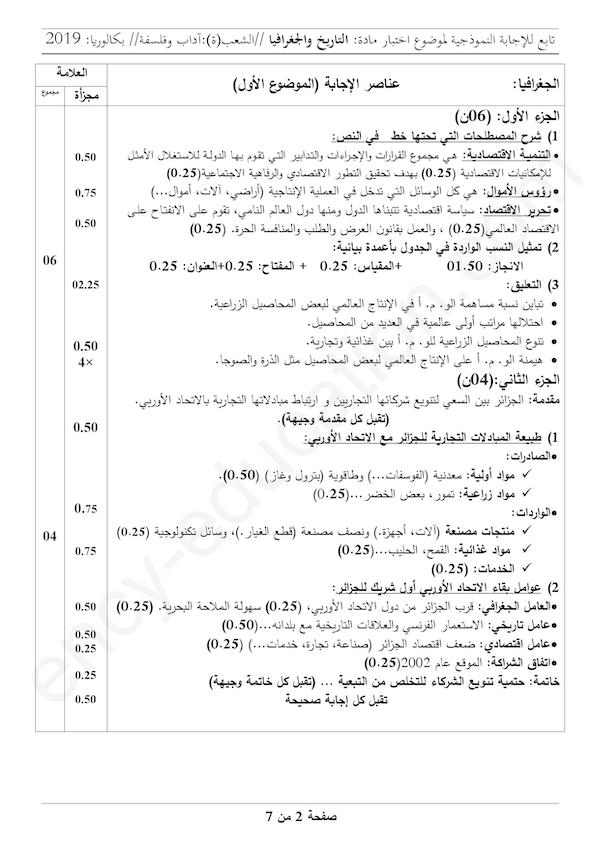 تابع للإجابة النموذجية لموضوع اختبار مادة: التاريخ والجغرافيا //الشعب(ة):آداب وفلسفة// بكالوريا: 2019
العلامة
عناصر الإجابة (الموضوع الأول)
الجغرافيا:
مجموع
مجزأة
الجزء الأول: (06ن)
1) شرح المصطلحات التي تحتها خط في النص:
•التنمية الاقتصادية: هي مجموع القرارات والإجراءات والتدابير التي تقوم بها الدولة للاستغلال الأمثل
0.50
للإمكانيات الاقتصادية (0.25) بهدف تحقيق التطور الاقتصادي والرفاهية الاجتماعية(0.25)
•رؤوس الأموال: هي كل الوسائل التي تدخل في العملية الإنتاجية (أراضي، آلات، أموال...)
0.75
•تحرير الاقتصاد: سياسة اقتصادية تتبناها الدول ومنها دول العالم النامي، تقوم على الانفتاح على
الاقتصاد العالمي(0.25) ، والعمل بقانون العرض والطلب والمنافسة الحرة. (0.25)
0.50
2) تمثيل النسب الواردة في الجدول بأعمدة بيانية:
الانجاز: 01.50 +المقياس: 0.25 + المفتاح: 0.25+العنوان: 0.25
06
3) التعليق:
02.25
• تباين نسبة مساهمة الو. م. أ في الإنتاج العالمي لبعض المحاصيل الزراعية.
• احتلالها مراتب أولى عالمية في العديد من المحاصيل.
• تنوع المحاصيل الزراعية للو. م. أ بين غذائية وتجارية.
0.50
• هيمنة الو. م. أ على الإنتاج العالمي لبعض المحاصيل مثل الذرة والصوجا.
4×
الجزء الثاني:(04ن)
مقدمة: الجزائر بين السعي لتنويع شركائها التجاريين و ارتباط مبادلاتها التجارية بالاتحاد الأوربي.
(تقبل كل مقدمة وجيهة).
0.50
1) طبيعة المبادلات التجارية للجزائر مع الاتحاد الأوربي:
•الصادرات:
✓ مواد أولية: معدنية (الفوسفات...) وطاقوية (بترول وغاز) (0.50).
✓ مواد زراعية: تمور، بعض الخضر...(0.25)
0.75
•الواردات:
✓ منتجات مصنعة (آلات، أجهزة.) ونصف مصنعة (قطع الغيار.)، وسائل تكنولوجية (0.25)
04
✓ مواد غذائية: القمح، الحليب...(0.25)
0.75
✓ الخدمات: (0.25)
2) عوامل بقاء الاتحاد الأوربي أول شريك للجزائر:
•العامل الجغرافي: قرب الجزائر من دول الاتحاد الأوربي، (0.25) سهولة الملاحة البحرية. (0.25)
0.50
•عامل تاريخي: الاستعمار الفرنسي والعلاقات التاريخية مع بلدانه...(0.50)
0.50
•عامل اقتصادي: ضعف اقتصاد الجزائر (صناعة، تجارة، خدمات...) (0.25)
0.25
•اتفاق الشراكة: الموقع عام 2002(0.25)
0.25
خاتمة: حتمية تنويع الشركاء للتخلص من التبعية ... (تقبل كل خاتمة وجيهة)
تقبل كل إجابة صحيحة
0.50
ency-education.com
صفحة 2 من 7